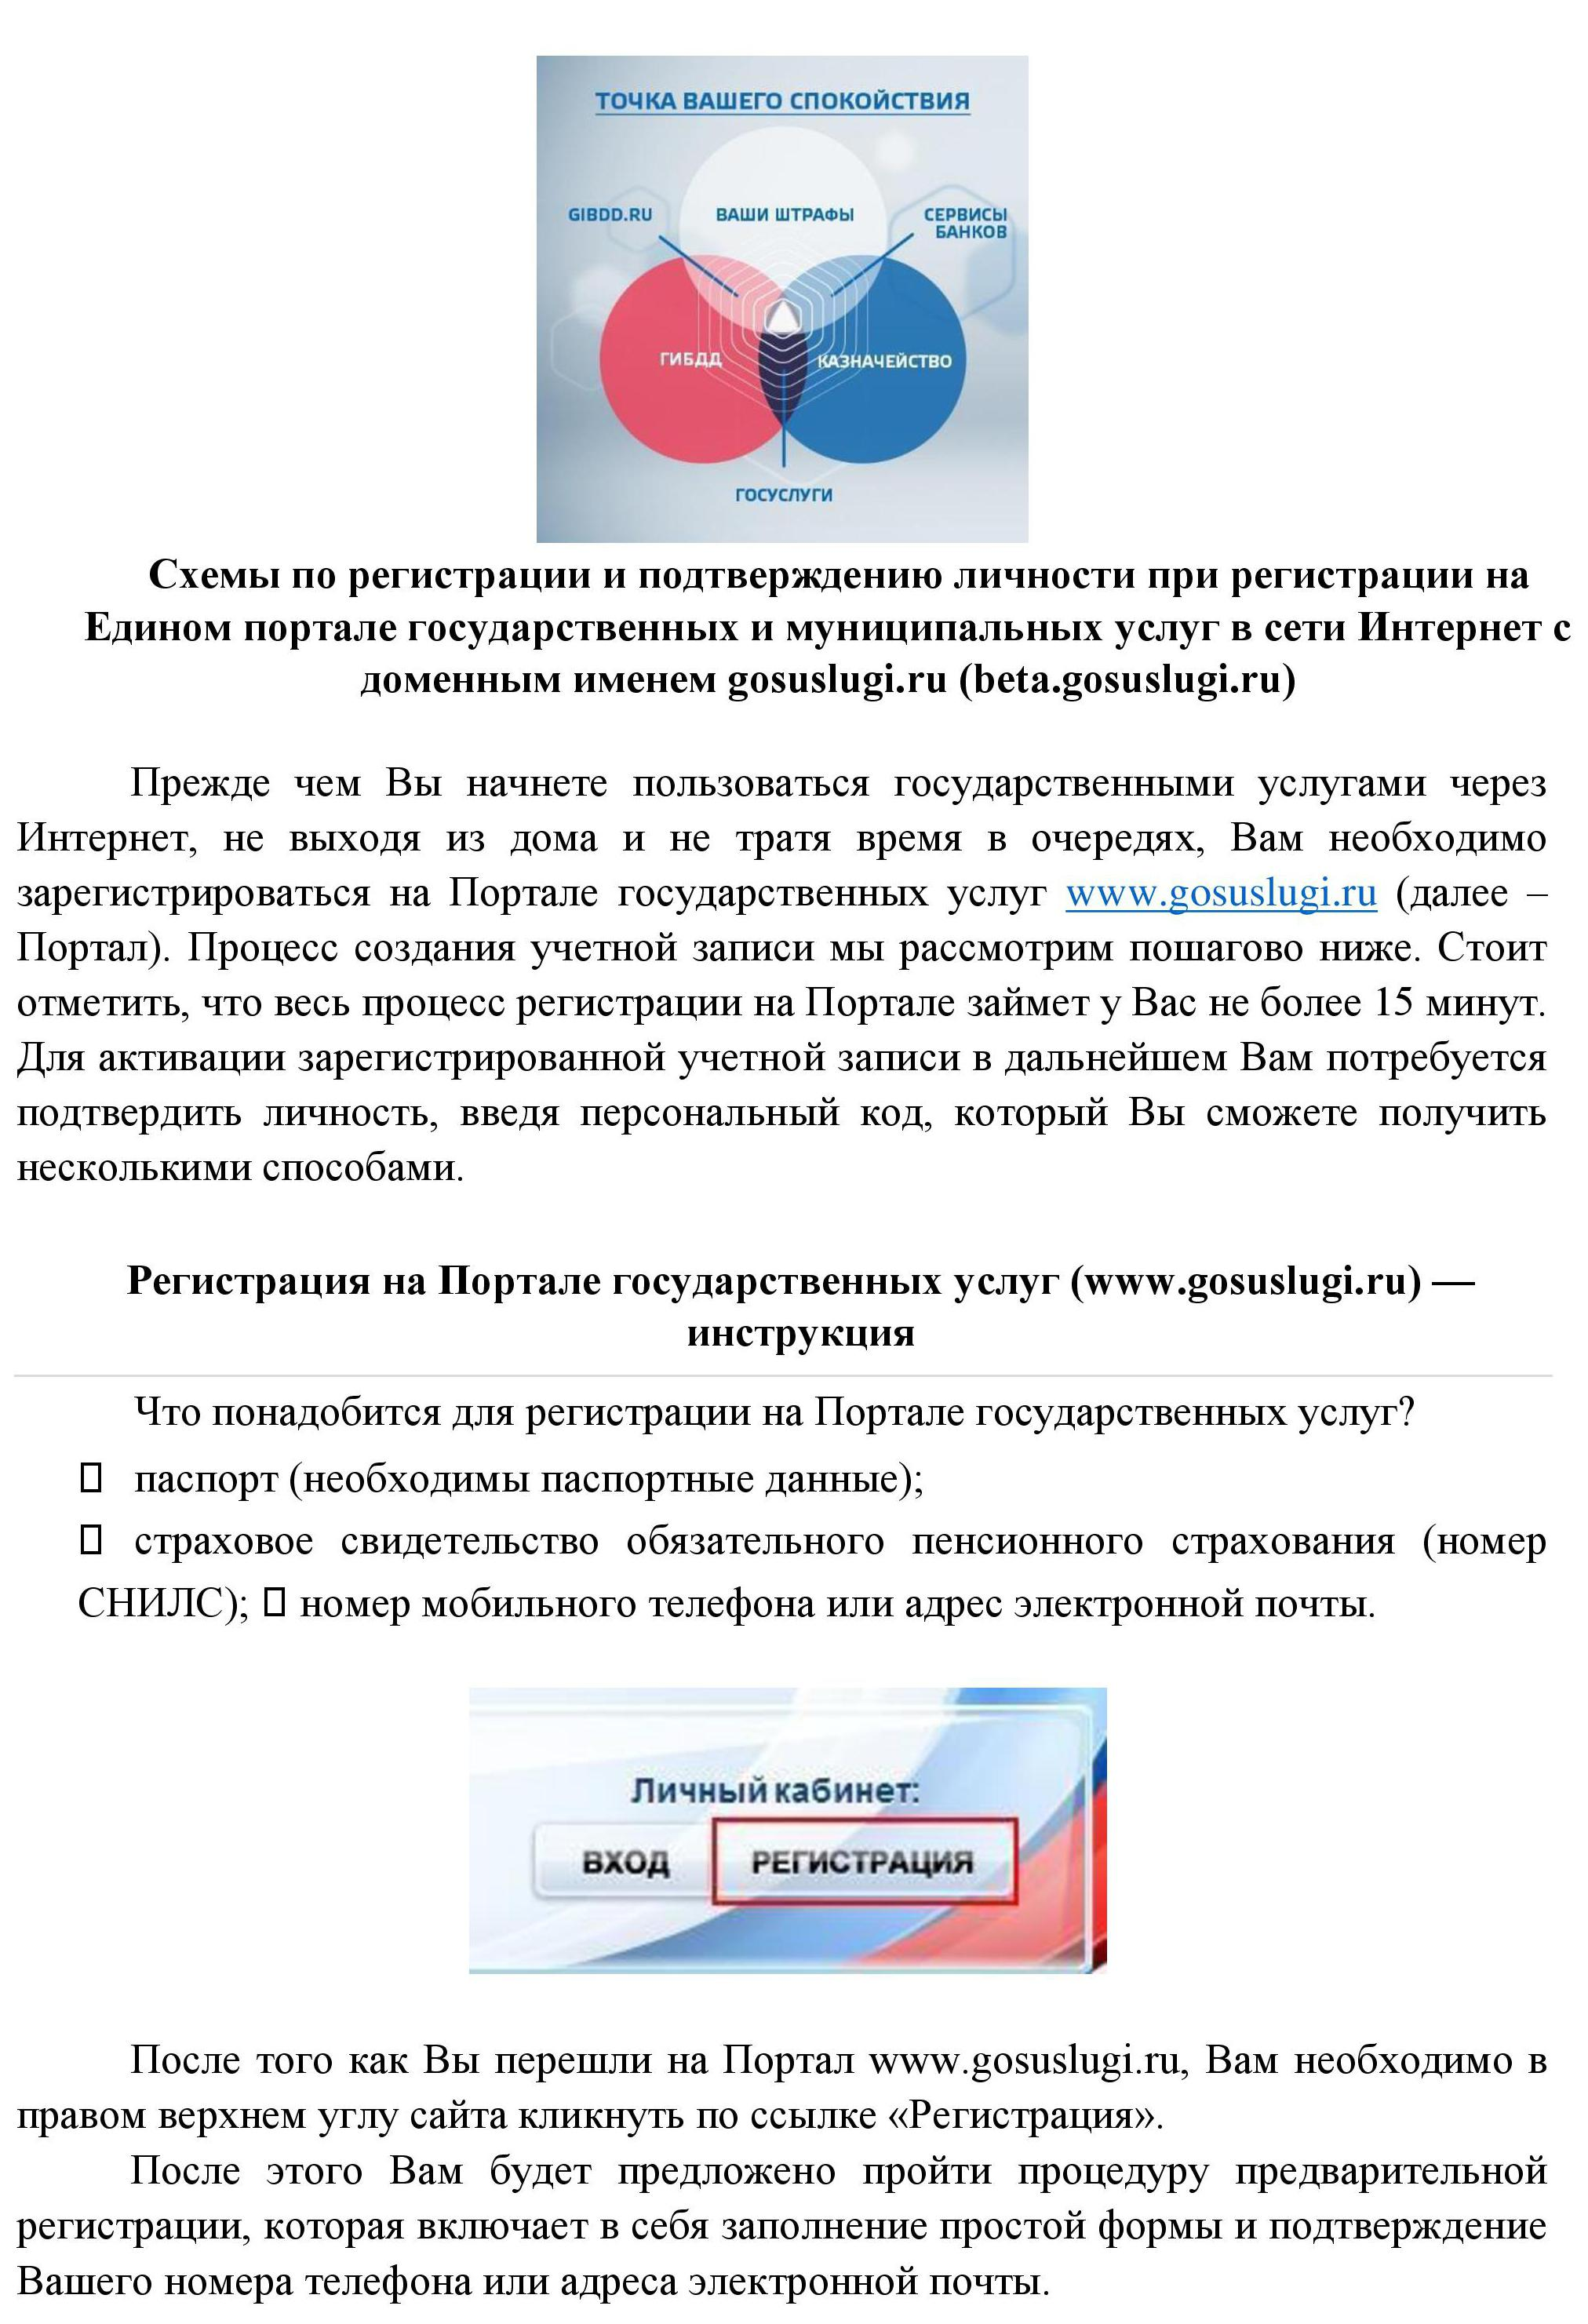 ТОЧКА ВАШЕГО СПОКОЙСТВИЯ
GIBDD.RU
ВАШИ ШТРАФЫ
СЕРВИСЫ
БАНКОВ
ГИБДД
КАЗНАЧЕЙСТВО
ГОСУСЛУГИ
Схемы по регистрации и подтверждению личности при регистрации на
Едином портале государственных и муниципальных услуг в сети Интернет с
доменным именем gosuslugi.ru (beta.gosuslugi.ru)
Прежде чем Вы начнете пользоваться государственными услугами через
Интернет, не выходя из дома и не тратя время в очередях, Вам необходимо
зарегистрироваться на Портале государственных услуг www.gosuslugi.ru (далее –
Портал). Процесс создания учетной записи мы рассмотрим пошагово ниже. Стоит
отметить, что весь процесс регистрации на Портале займет у Вас не более 15 минут.
Для активации зарегистрированной учетной записи в дальнейшем Вам потребуется
подтвердить личность, введя персональный код, который Вы сможете получить
несколькими способами.
Регистрация на Портале государственных услуг (www.gosuslugi.ru) —
инструкция
Что понадобится для регистрации на Портале государственных услуг?
паспорт (необходимы паспортные данные);
страховое свидетельство обязательного пенсионного страхования (номер
СНИЛС); номер мобильного телефона или адрес электронной почты.
Личный кабинет:
ВХОД РЕГИСТРАЦИЯ
После того как Вы перешли на Портал www.gosuslugi.ru, Вам необходимо в
правом верхнем углу сайта кликнуть по ссылке «Регистрация».
После этого Вам будет предложено пройти процедуру предварительной
регистрации, которая включает в себя заполнение простой формы и подтверждение
Вашего номера телефона или адреса электронной почты.